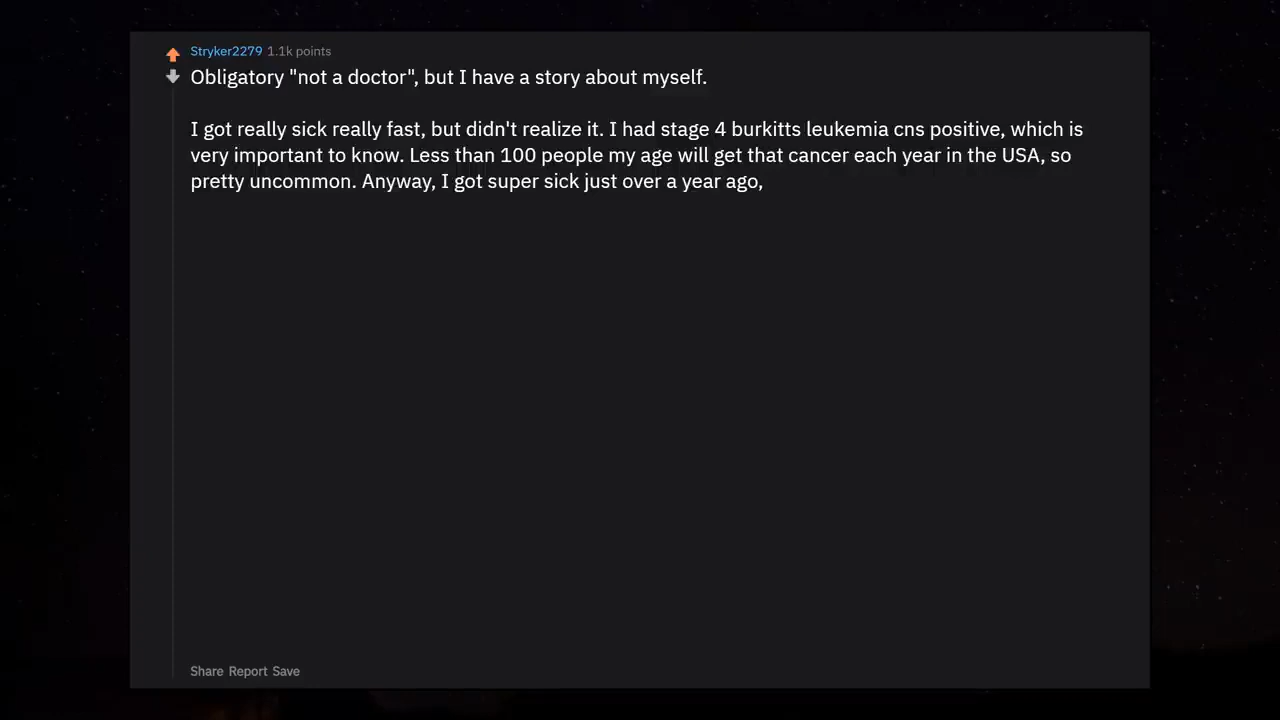 Stryker2279 1.1k points
Obligatory "not a doctor", but I have a story about myself.
I got really sick really fast, but didn't realize it. I had stage 4 burkitts leukemia cns positive, which is
very important to know. Less than 100 people my age will get that cancer each year in the USA, so
pretty uncommon. Anyway, I got super sick just over a year ago,
Share Report Save